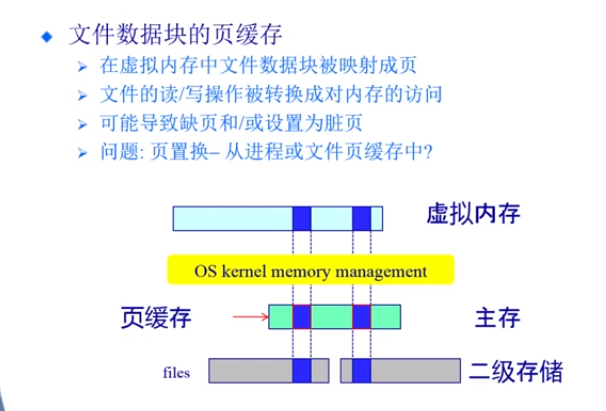 文件数据块的页缓存
在虚拟内存中文件数据块被映射成页
文件的读/写操作被转换成对内存的访问
可能导致缺页和/或设置为脏页
问题: 页置换– 从进程或文件页缓存中?
虚拟内存
OS kernel memory management
页缓存
主存
files
二级存储